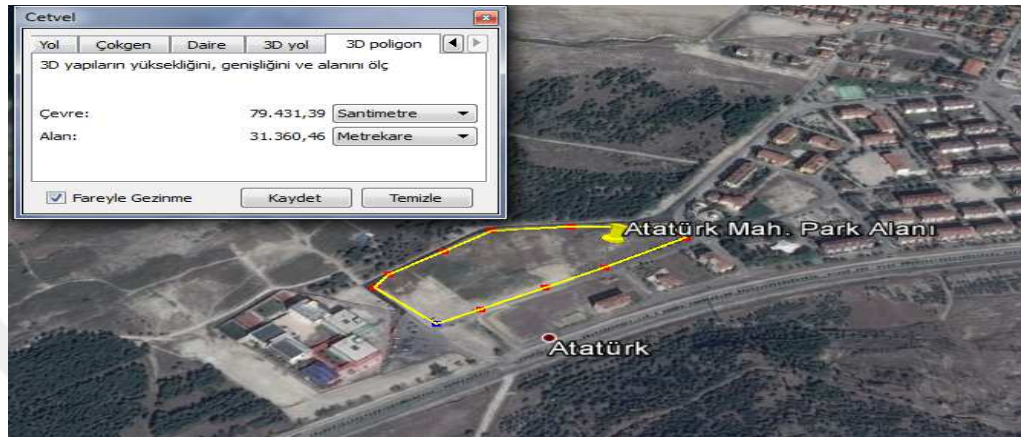 Cetvel
Yol Çokgen Daire 3D yol 3D poligon
3D yapıların yüksekliğini, genişliğini ve alanını ölç
Çevre: 79.431,39 Santimetre
Alan: 31.360,46 Metrekare
Fareyle Gezinme Kaydet Temizle
Atatürk Mah. Park Alanı
Atatürk